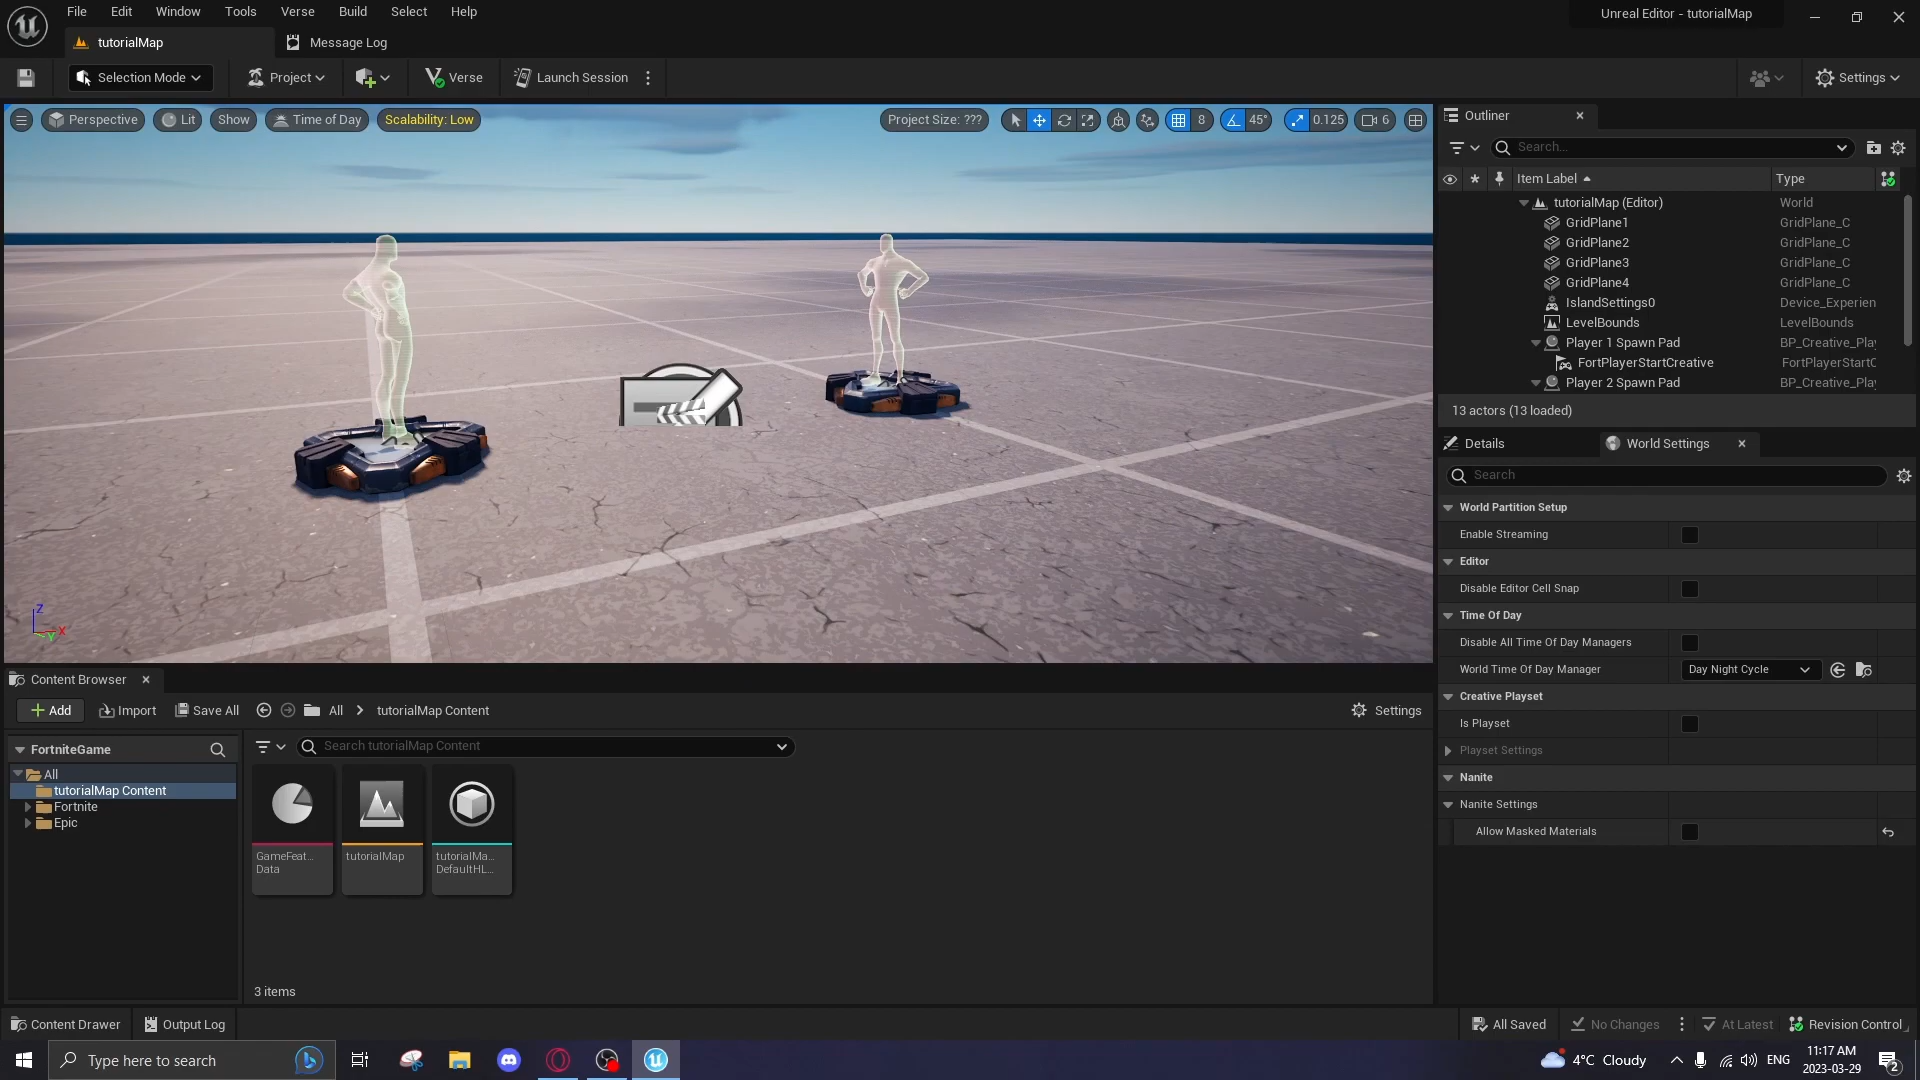 File Edit Window Tools Verse Build Select Help
Unreal Editor - tutorialMap
tutorialMap
Message Log
Selection Mode
Project
Verse
Launch Session
Settings
Perspective
Lit
Show
Time of Day
Scalability: Low
Project Size: ???
8
45°
0.125
6
Z
X
Y
Outliner
Search...
Item Label Type
tutorialMap (Editor) World
GridPlane1 GridPlane_C
GridPlane2 GridPlane_C
GridPlane3 GridPlane_C
GridPlane4 GridPlane_C
IslandSettings0 Device_Experien
LevelBounds LevelBounds
Player 1 Spawn Pad BP_Creative_Play
FortPlayerStartCreative FortPlayerStartC
Player 2 Spawn Pad BP_Creative_Play
13 actors (13 loaded)
Details
World Settings
Search
World Partition Setup
Enable Streaming
Editor
Disable Editor Cell Snap
Time Of Day
Disable All Time Of Day Managers
World Time Of Day Manager Day Night Cycle
Creative Playset
Is Playset
Playset Settings
Nanite
Nanite Settings
Allow Masked Materials
Content Browser
Add
Import
Save All
All
tutorialMap Content
Settings
FortniteGame
All
tutorialMap Content
Fortnite
Epic
Search tutorialMap Content
GameFeat...
Data
tutorialMap
tutorialMa...
DefaultHL...
3 items
Content Drawer
Output Log
All Saved
No Changes
At Latest
Revision Control
Type here to search
4°C Cloudy
ENG
11:17 AM
2023-03-29
2